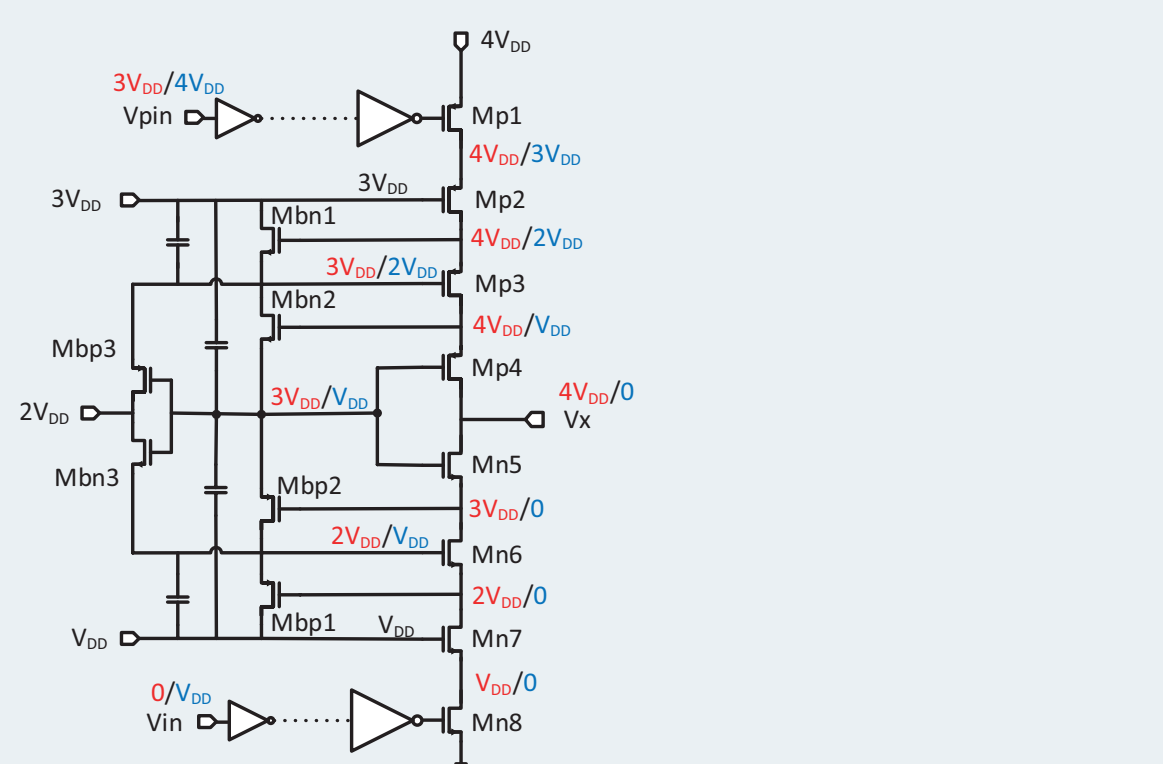 4VDD
3VDD/4VDD
Vpin
Mp1
4VDD/3VDD
3VDD
3VDD
Mp2
Mbn1
4VDD/2VDD
3VDD/2VDD
Mp3
Mbn2
4VDD/VDD
Mbp3
Mp4
4VDD/0
3VDD/VDD
2VDD
Vx
Mn5
Mbn3
Mbp2
3VDD/0
2VDD/VDD
Mn6
2VDD/0
Mbp1
VDD
VDD
Mn7
VDD/0
0/VDD
Vin
Mn8